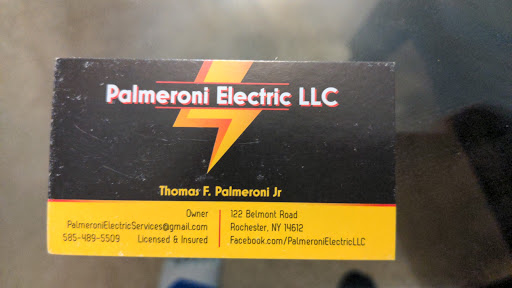 Palmeroni Electric LLC
Thomas F. Palmeroni Jr
Owner
PalmeroniElectricServices@gmail.com
585-489-5509 Licensed & Insured
122 Belmont Road
Rochester, NY 14612
Facebook.com/PalmeroniElectricLLC